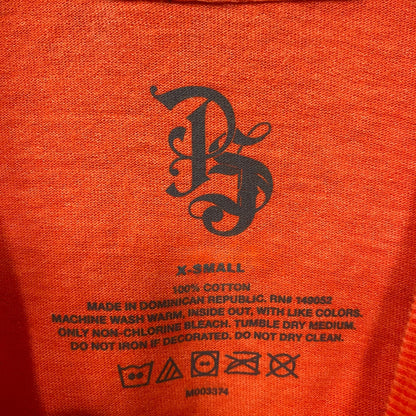 PS
X-SMALL
100% COTTON
MADE IN DOMINICAN REPUBLIC. RN# 149052
MACHINE WASH WARM, INSIDE OUT, WITH LIKE COLORS.
ONLY NON-CHLORINE BLEACH. TUMBLE DRY MEDIUM.
DO NOT IRON IF DECORATED. DO NOT DRY CLEAN.
M003374